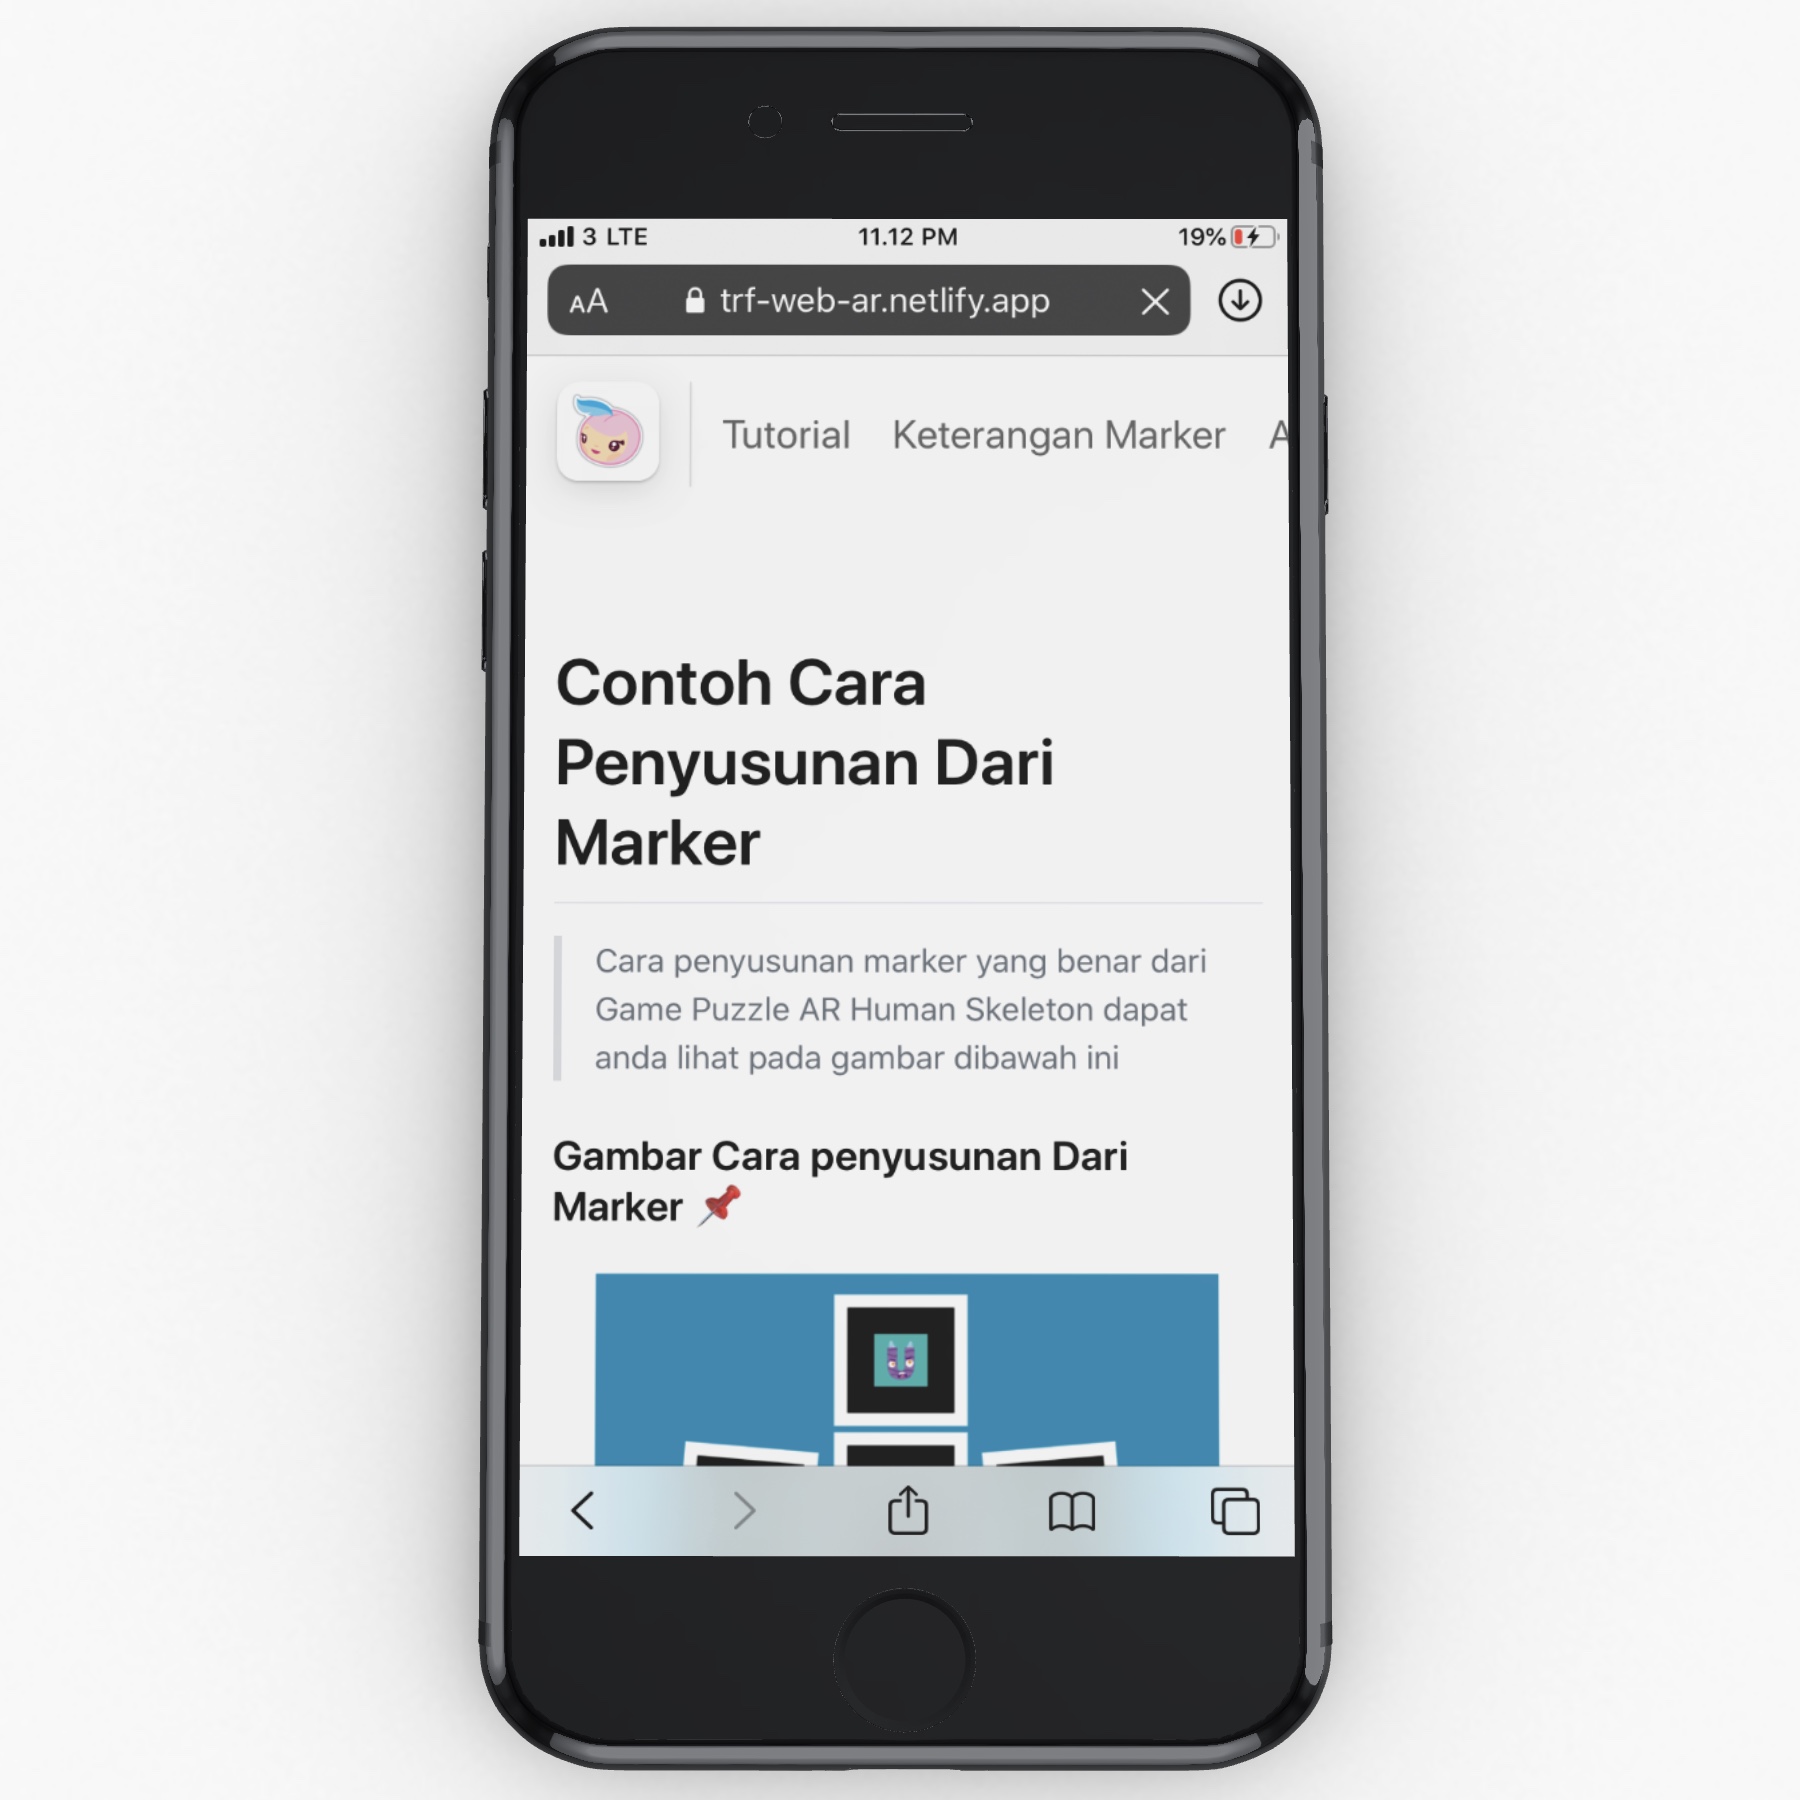 3 LTE 11.12 PM 19%
AA trf-web-ar.netlify.app
Tutorial Keterangan Marker A
Contoh Cara
Penyusunan Dari
Marker
Cara penyusunan marker yang benar dari
Game Puzzle AR Human Skeleton dapat
anda lihat pada gambar dibawah ini
Gambar Cara penyusunan Dari
Marker 📌
U